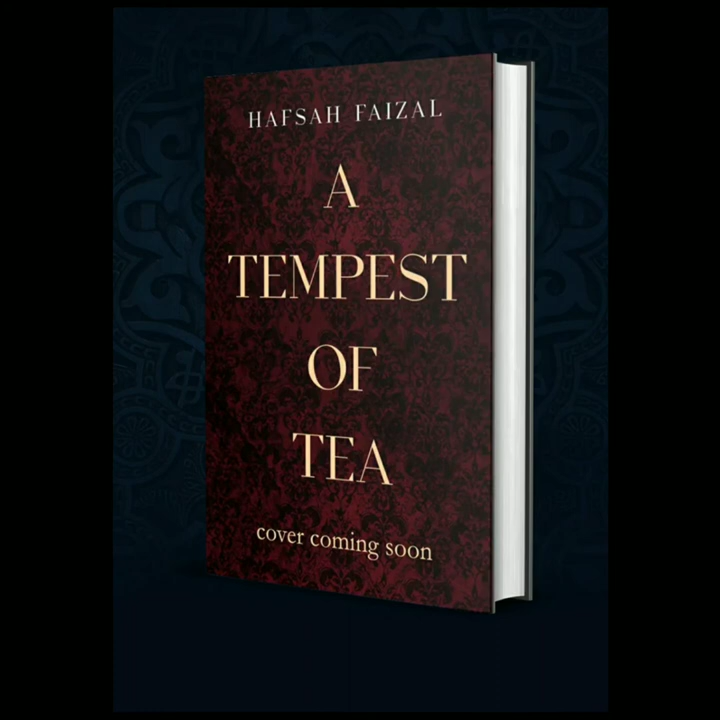 HAFSAH FAIZAL
A
TEMPEST
OF
TEA
cover coming soon